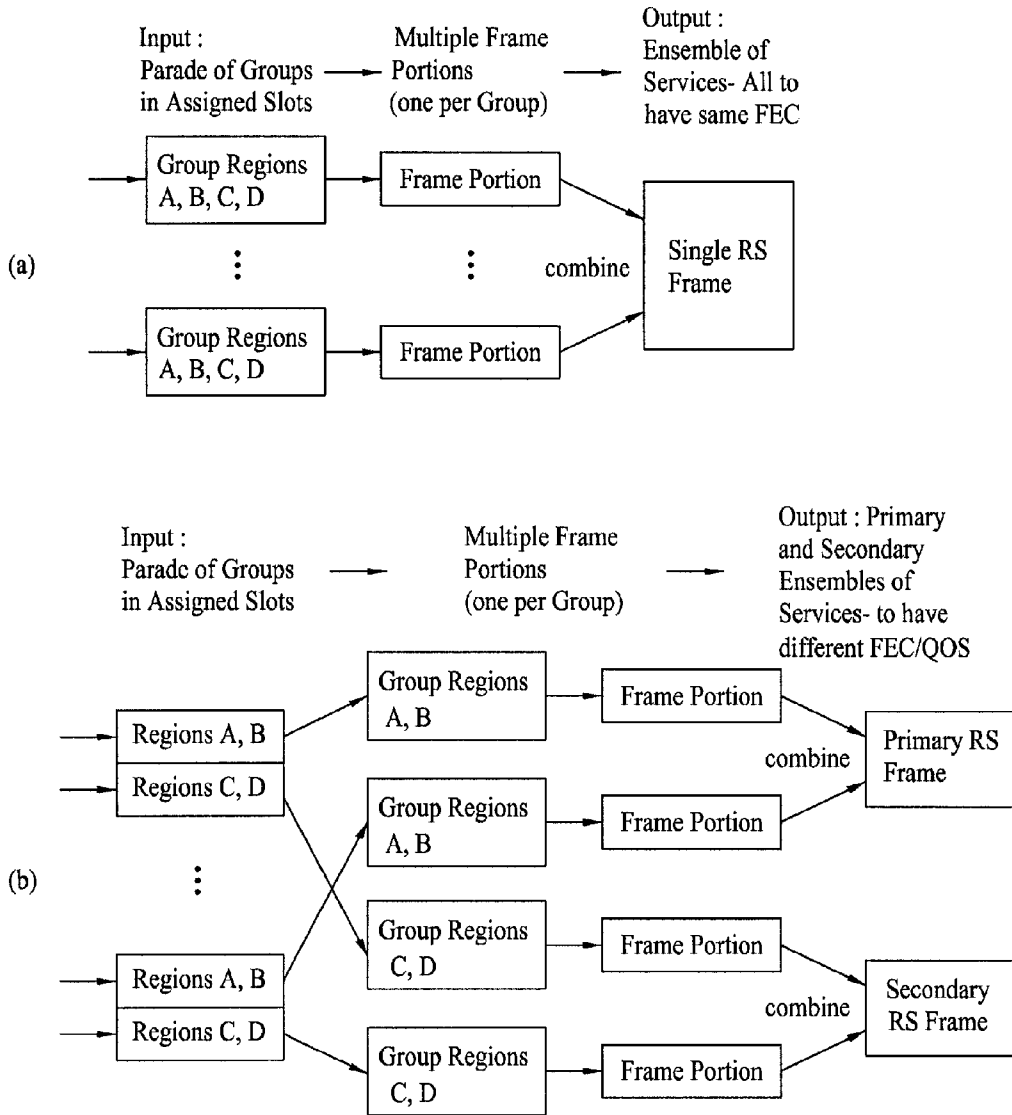 Input :
Parade of Groups
in Assigned Slots
Multiple Frame
Portions
(one per Group)
Output :
Ensemble of
Services- All to
have same FEC
(a)
Group Regions
A, B, C, D
Frame Portion
Group Regions
A, B, C, D
Frame Portion
combine
Single RS
Frame
Input :
Parade of Groups
in Assigned Slots
Multiple Frame
Portions
(one per Group)
Output : Primary
and Secondary
Ensembles of
Services- to have
different FEC/QOS
(b)
Regions A, B
Regions C, D
Regions A, B
Regions C, D
Group Regions
A, B
Group Regions
A, B
Group Regions
C, D
Group Regions
C, D
Frame Portion
Frame Portion
Frame Portion
Frame Portion
combine
Primary RS
Frame
combine
Secondary
RS Frame